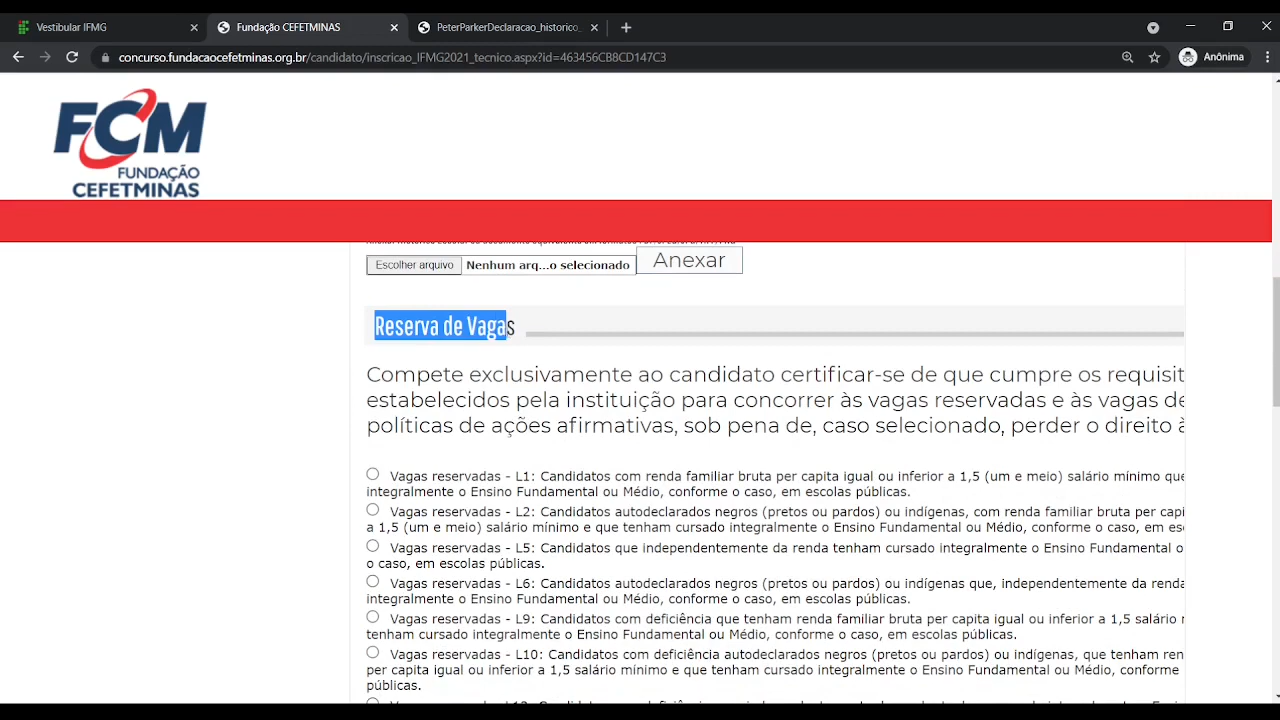 Vestibular IFMG
Fundação CEFETMINAS
PeterParkerDeclaracao_historico_
concurso.fundacaocefetminas.org.br/candidato/inscricao_IFMG2021_tecnico.aspx?id=463456CB8CD147C3
Anônima
FCM
FUNDAÇÃO
CEFETMINAS
Escolher arquivo Nenhum arq...o selecionado Anexar
Reserva de Vagas
Compete exclusivamente ao candidato certificar-se de que cumpre os requisit
estabelecidos pela instituição para concorrer às vagas reservadas e às vagas de
políticas de ações afirmativas, sob pena de, caso selecionado, perder o direito à
Vagas reservadas - L1: Candidatos com renda familiar bruta per capita igual ou inferior a 1,5 (um e meio) salário mínimo que
integralmente o Ensino Fundamental ou Médio, conforme o caso, em escolas públicas.
Vagas reservadas - L2: Candidatos autodeclarados negros (pretos ou pardos) ou indígenas, com renda familiar bruta per capi
a 1,5 (um e meio) salário mínimo e que tenham cursado integralmente o Ensino Fundamental ou Médio, conforme o caso, em es
Vagas reservadas - L5: Candidatos que independentemente da renda tenham cursado integralmente o Ensino Fundamental o
o caso, em escolas públicas.
Vagas reservadas - L6: Candidatos autodeclarados negros (pretos ou pardos) ou indígenas que, independentemente da renda
integralmente o Ensino Fundamental ou Médio, conforme o caso, em escolas públicas.
Vagas reservadas - L9: Candidatos com deficiência que tenham renda familiar bruta per capita igual ou inferior a 1,5 salário
tenham cursado integralmente o Ensino Fundamental ou Médio, conforme o caso, em escolas públicas.
Vagas reservadas - L10: Candidatos com deficiência autodeclarados negros (pretos ou pardos) ou indígenas, que tenham ren
per capita igual ou inferior a 1,5 salário mínimo e que tenham cursado integralmente o Ensino Fundamental ou Médio, conforme
públicas.